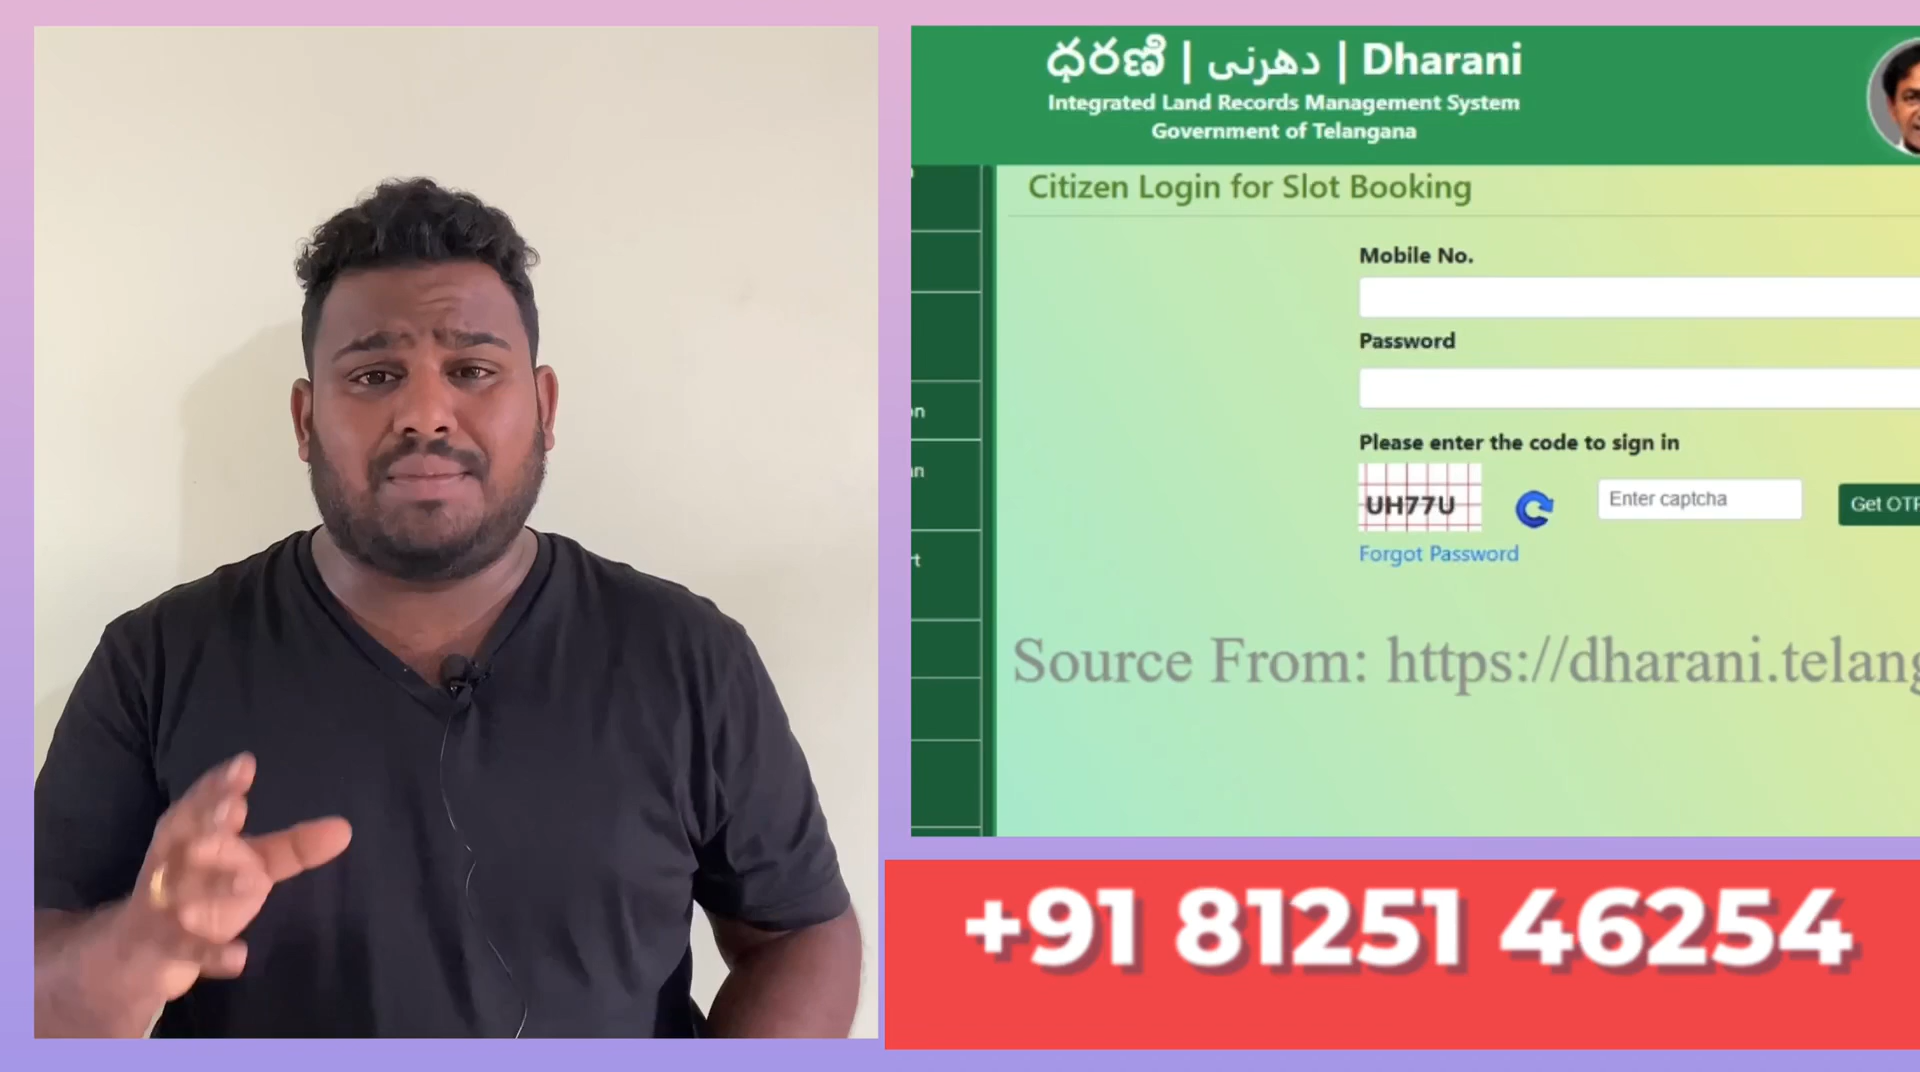 ధరణి | دھرنی | Dharani
Integrated Land Records Management System
Government of Telangana
Citizen Login for Slot Booking
Mobile No.
Password
on
an
Please enter the code to sign in
UH77U
Enter captcha
Get OTP
Forgot Password
Source From: https://dharani.telang
+91 81251 46254